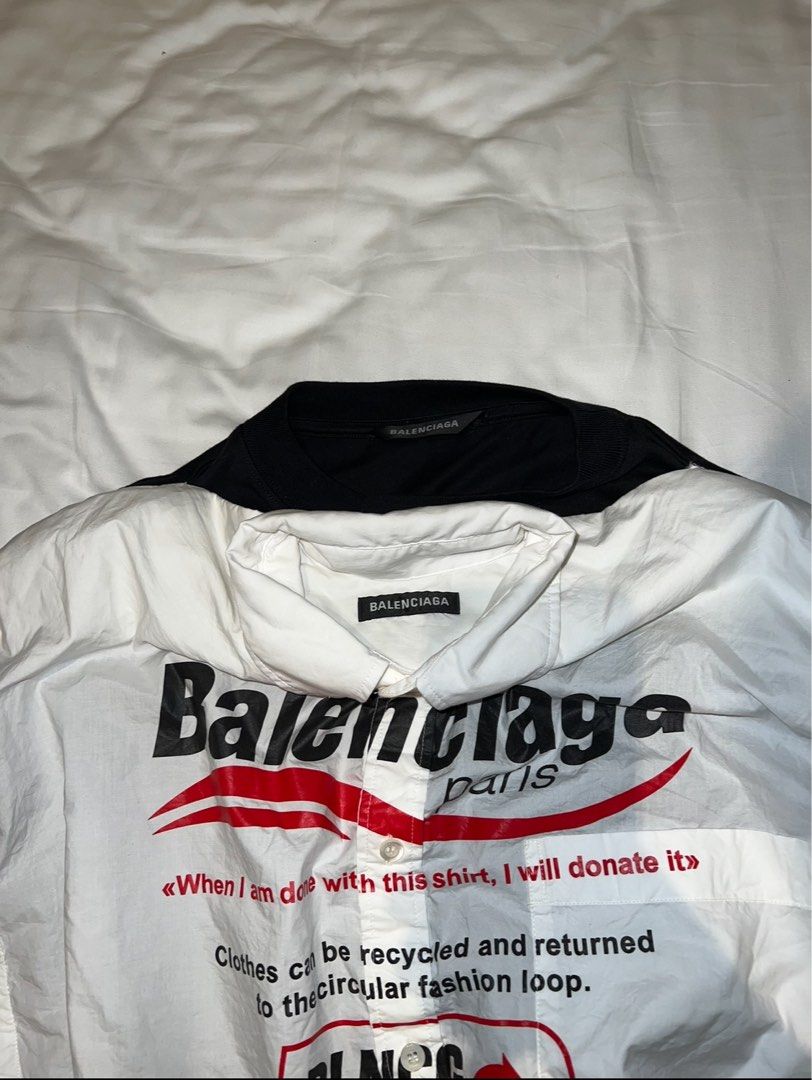 BALENCIAGA
BALENCIAGA
Balenciaga
paris
«When I am done with this shirt, I will donate it»
Clothes can be recycled and returned
to the circular fashion loop.